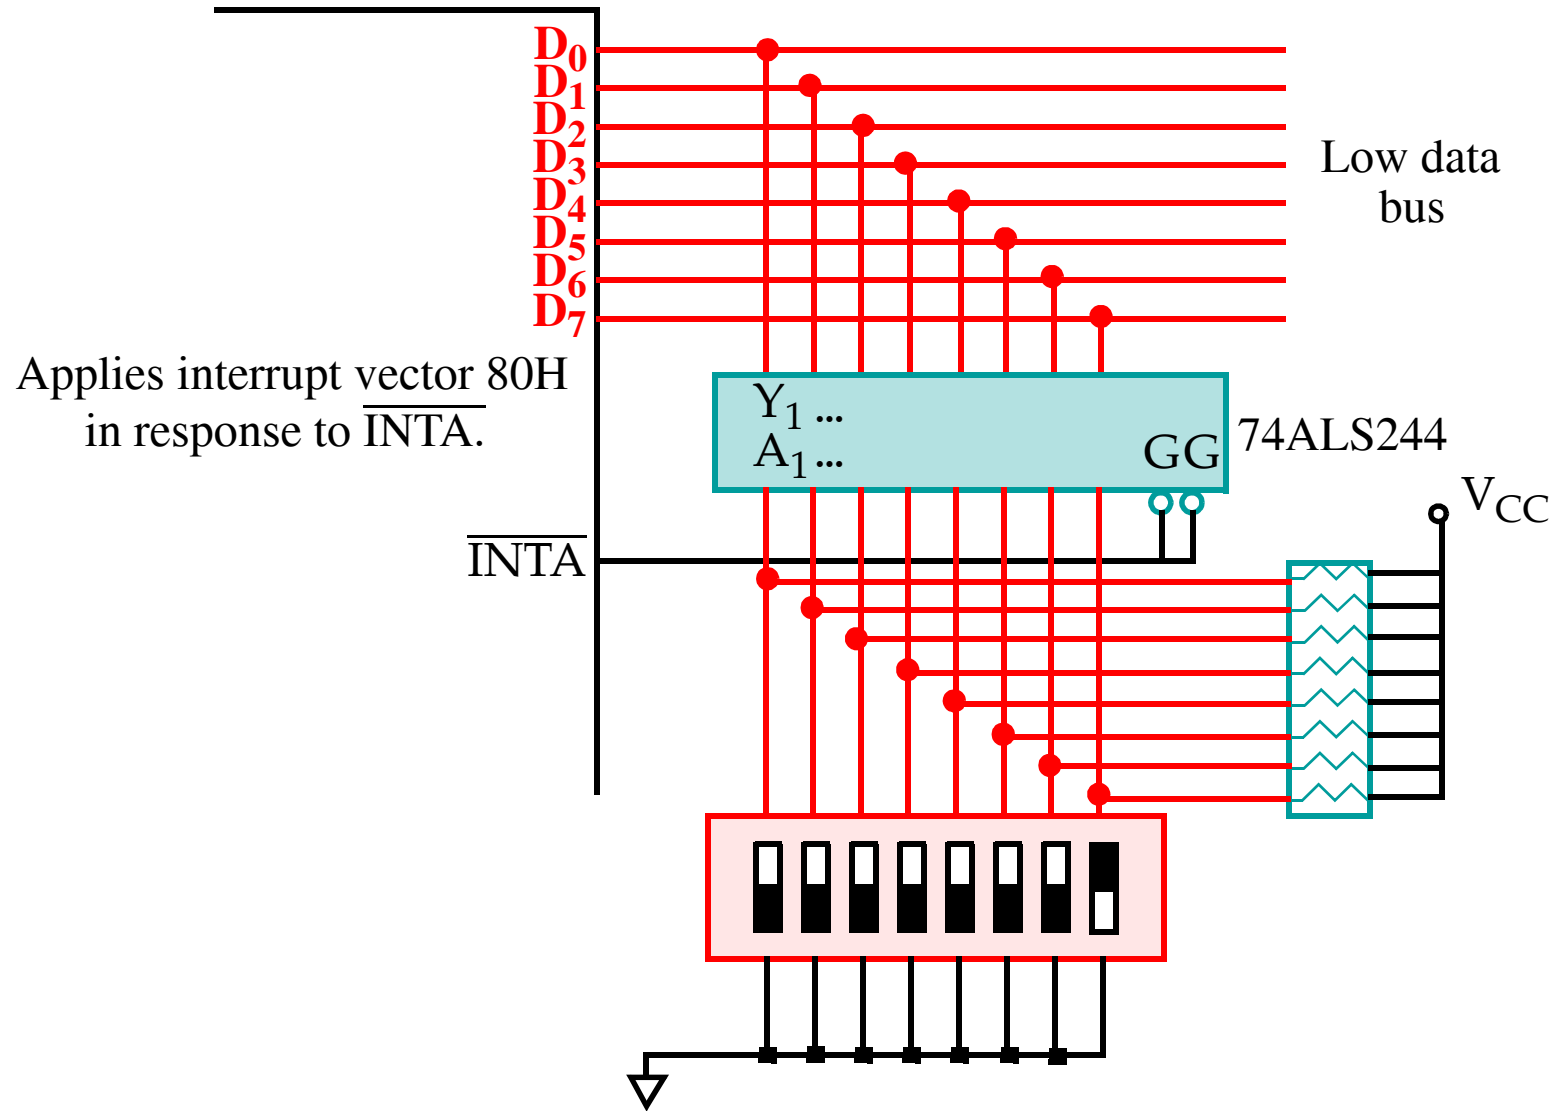 D0
D1
D2
D3
D4
D5
D6
D7
Low data
bus
Applies interrupt vector 80H
in response to INTA.
Y1 ...
A1 ...
GG
74ALS244
VCC
INTA